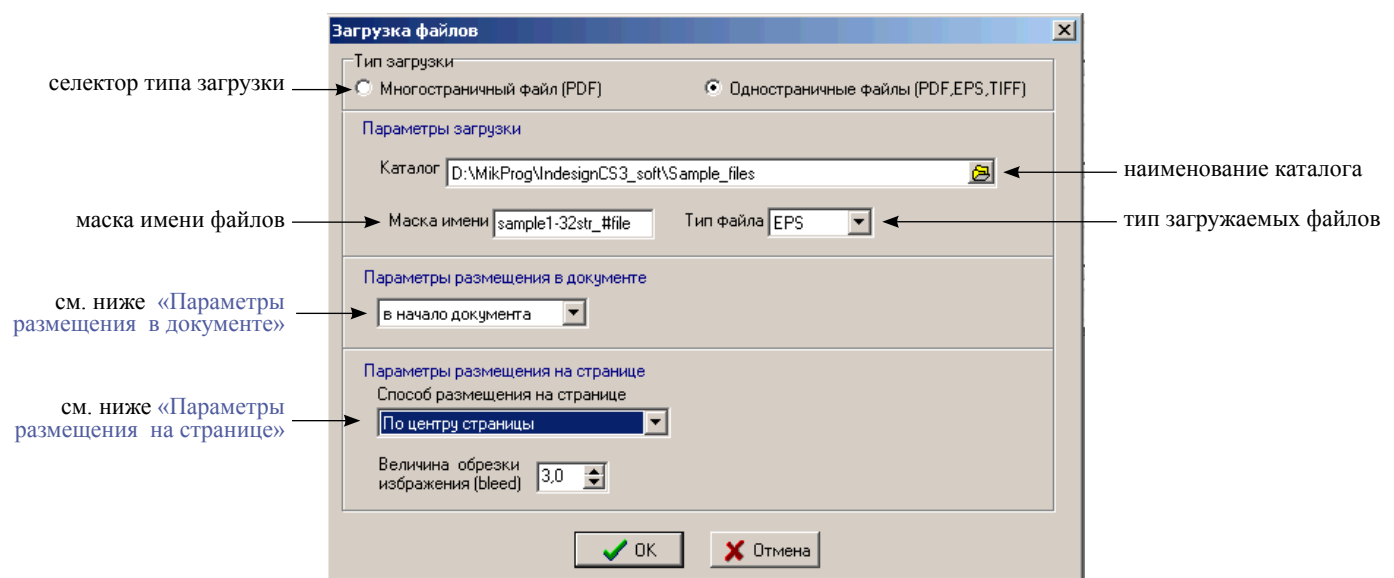 Загрузка файлов
Тип загрузки
селектор типа загрузки
Многостраничный файл (PDF)
Одностраничные файлы (PDF,EPS,TIFF)
Параметры загрузки
Каталог
D:\MikProg\IndesignCS3_soft\Sample_files
наименование каталога
маска имени файлов
Маска имени
sample1-32str_#file
Тип файла
EPS
тип загружаемых файлов
Параметры размещения в документе
см. ниже «Параметры
размещения в документе»
в начало документа
Параметры размещения на странице
Способ размещения на странице
см. ниже «Параметры
размещения на странице»
По центру страницы
Величина обрезки
избражения (bleed)
3,0
OK
Отмена